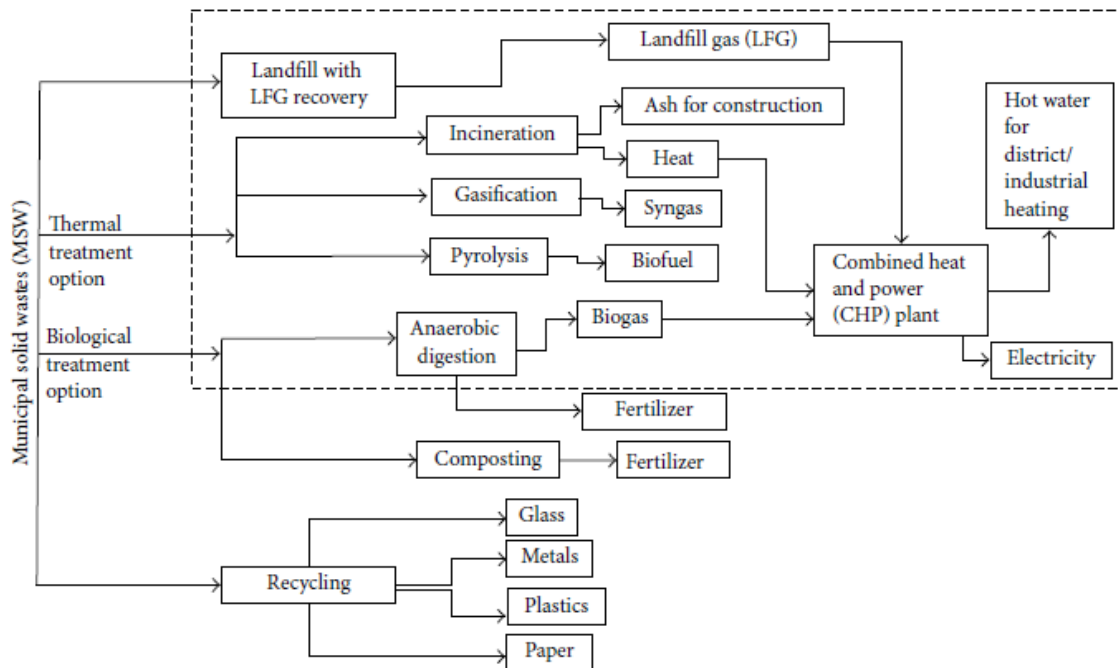 Municipal solid wastes (MSW)
Landfill with
LFG recovery
Landfill gas (LFG)
Thermal
treatment
option
Incineration
Ash for construction
Heat
Gasification
Syngas
Pyrolysis
Biofuel
Biological
treatment
option
Anaerobic
digestion
Biogas
Fertilizer
Composting
Fertilizer
Combined heat
and power
(CHP) plant
Hot water
for
district/
industrial
heating
Electricity
Recycling
Glass
Metals
Plastics
Paper